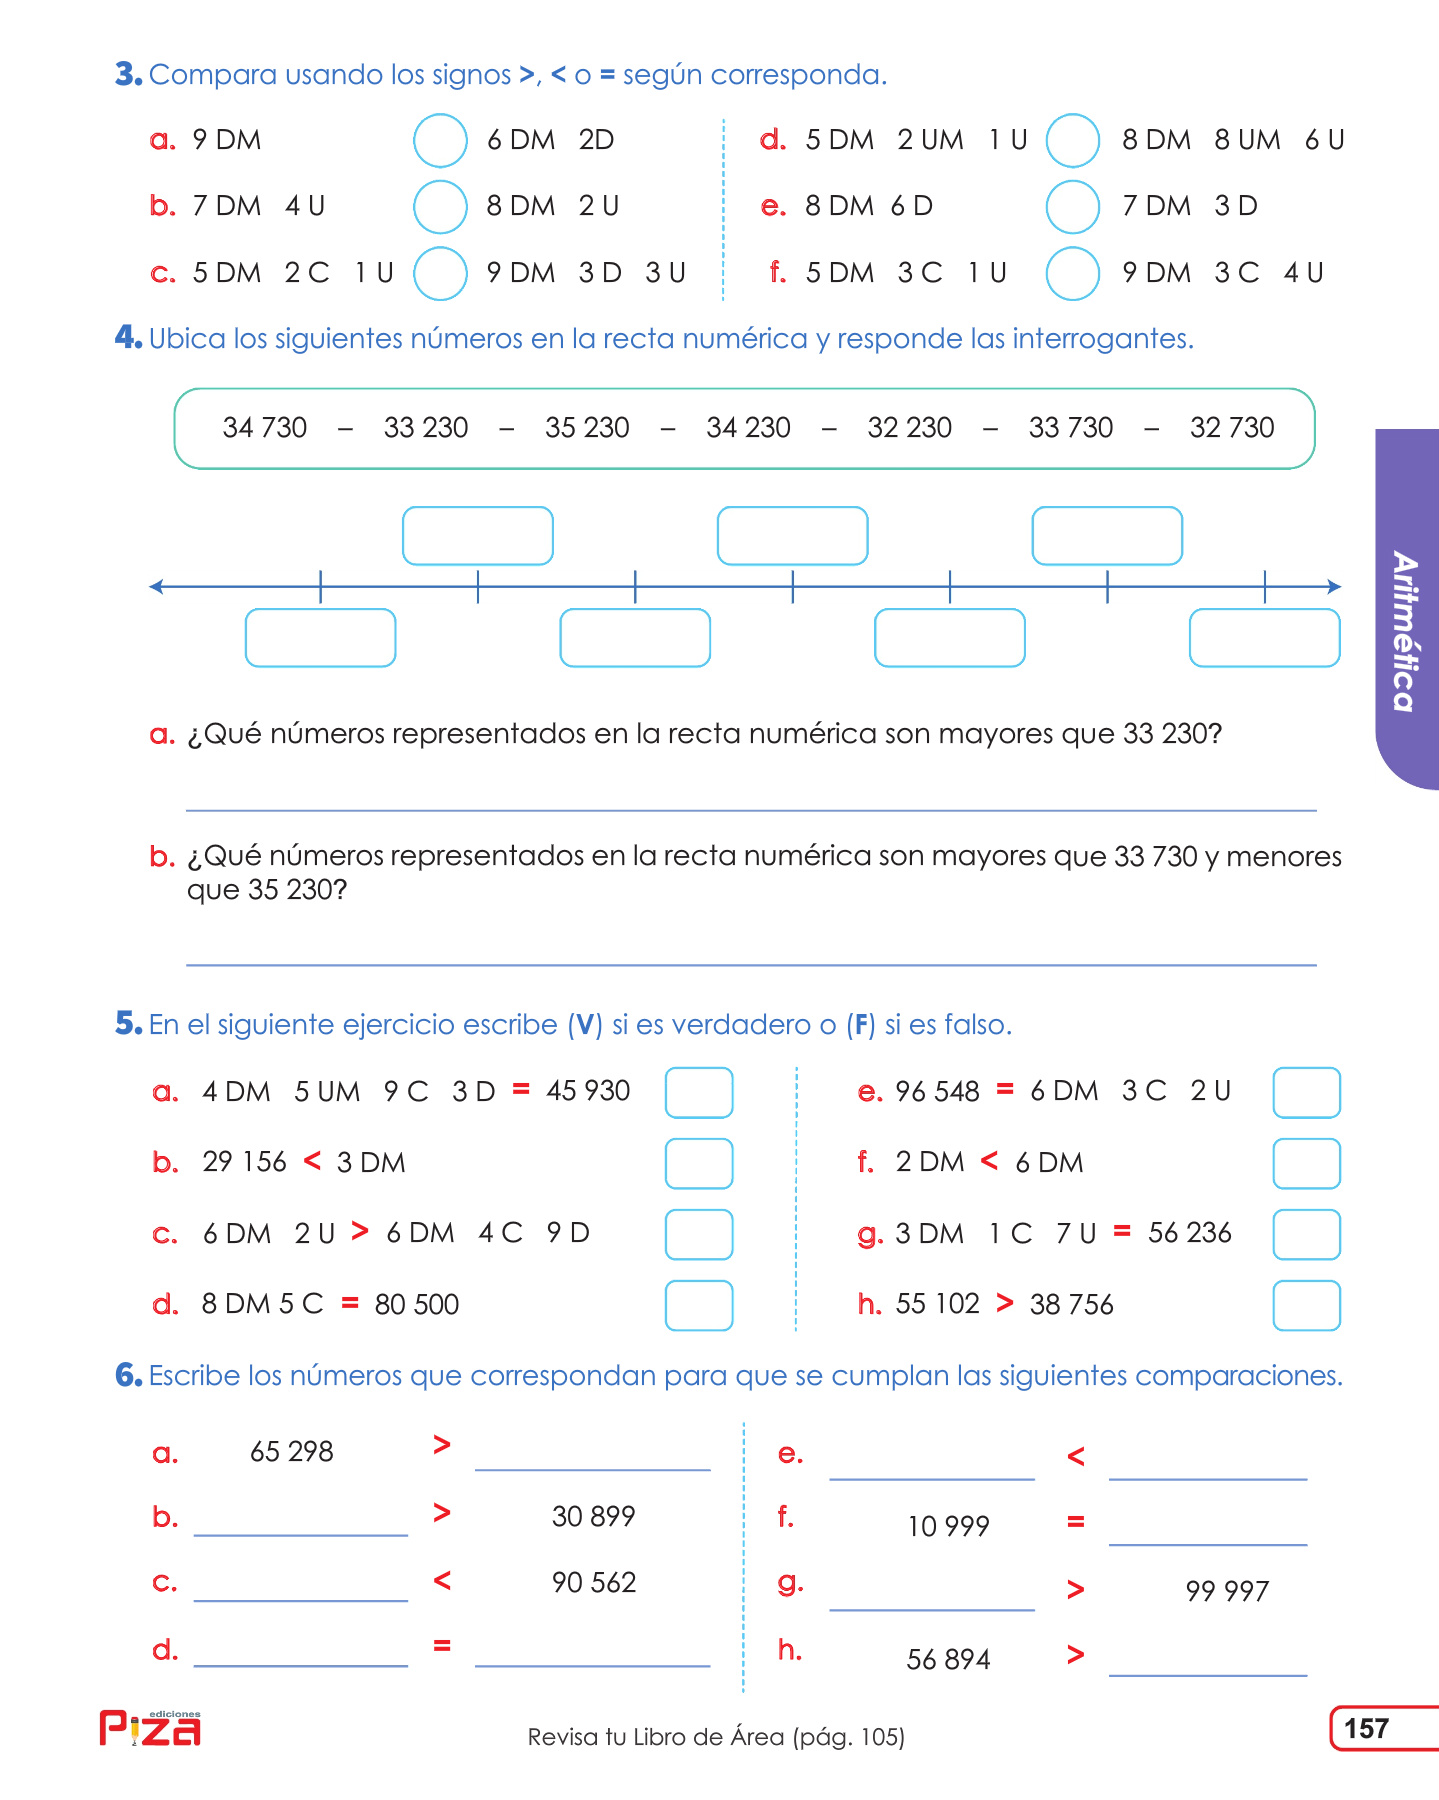 3. Compara usando los signos >, < o = según corresponda.
a. 9 DM 6 DM 2D
b. 7 DM 4 U 8 DM 2 U
c. 5 DM 2 C 1 U 9 DM 3 D 3 U
d. 5 DM 2 UM 1 U 8 DM 8 UM 6 U
e. 8 DM 6 D 7 DM 3 D
f. 5 DM 3 C 1 U 9 DM 3 C 4 U
4. Ubica los siguientes números en la recta numérica y responde las interrogantes.
34 730 – 33 230 – 35 230 – 34 230 – 32 230 – 33 730 – 32 730
a. ¿Qué números representados en la recta numérica son mayores que 33 230?
b. ¿Qué números representados en la recta numérica son mayores que 33 730 y menores
que 35 230?
5. En el siguiente ejercicio escribe (V) si es verdadero o (F) si es falso.
a. 4 DM 5 UM 9 C 3 D = 45 930
b. 29 156 < 3 DM
c. 6 DM 2 U > 6 DM 4 C 9 D
d. 8 DM 5 C = 80 500
e. 96 548 = 6 DM 3 C 2 U
f. 2 DM < 6 DM
g. 3 DM 1 C 7 U = 56 236
h. 55 102 > 38 756
6. Escribe los números que correspondan para que se cumplan las siguientes comparaciones.
a. 65 298 >
b. > 30 899
c. < 90 562
d. =
e. <
f. 10 999 =
g. > 99 997
h. 56 894 >
Aritmética
ediciones
Piza
Revisa tu Libro de Área (pág. 105)
157